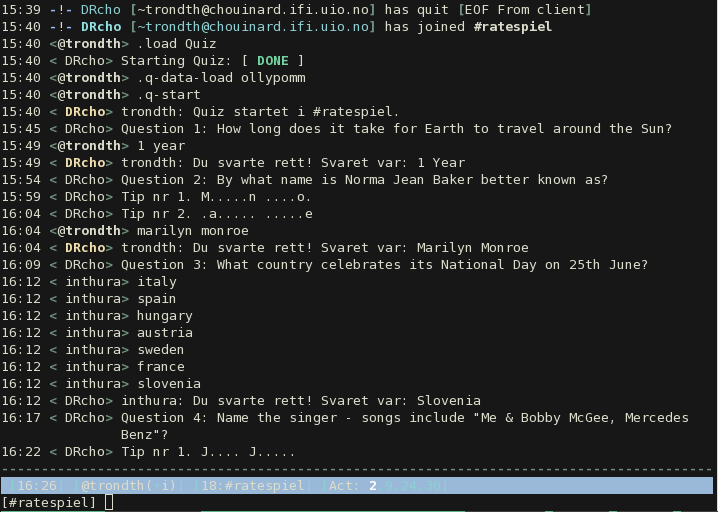 15:39 -!- DRcho [~trondth@chouinard.ifi.uio.no] has quit [EOF From client]
15:40 -!- DRcho [~trondth@chouinard.ifi.uio.no] has joined #ratespiel
15:40 <@trondth> .load Quiz
15:40 < DRcho> Starting Quiz: [ DONE ]
15:40 <@trondth> .q-data-load ollypomm
15:40 <@trondth> .q-start
15:40 < DRcho> trondth: Quiz startet i #ratespiel.
15:45 < DRcho> Question 1: How long does it take for Earth to travel around the Sun?
15:49 <@trondth> 1 year
15:49 < DRcho> trondth: Du svarte rett! Svaret var: 1 Year
15:54 < DRcho> Question 2: By what name is Norma Jean Baker better known as?
15:59 < DRcho> Tip nr 1. M.....n ....o.
16:04 < DRcho> Tip nr 2. .a..... .....e
16:04 <@trondth> marilyn monroe
16:04 < DRcho> trondth: Du svarte rett! Svaret var: Marilyn Monroe
16:09 < DRcho> Question 3: What country celebrates its National Day on 25th June?
16:12 < inthura> italy
16:12 < inthura> spain
16:12 < inthura> hungary
16:12 < inthura> austria
16:12 < inthura> sweden
16:12 < inthura> france
16:12 < inthura> slovenia
16:12 < DRcho> inthura: Du svarte rett! Svaret var: Slovenia
16:17 < DRcho> Question 4: Name the singer - songs include "Me & Bobby McGee, Mercedes
Benz"?
16:22 < DRcho> Tip nr 1. J.... J.....
[16:26] [@trondth( i)] [18:#ratespiel] [Act: 2
[#ratespiel]